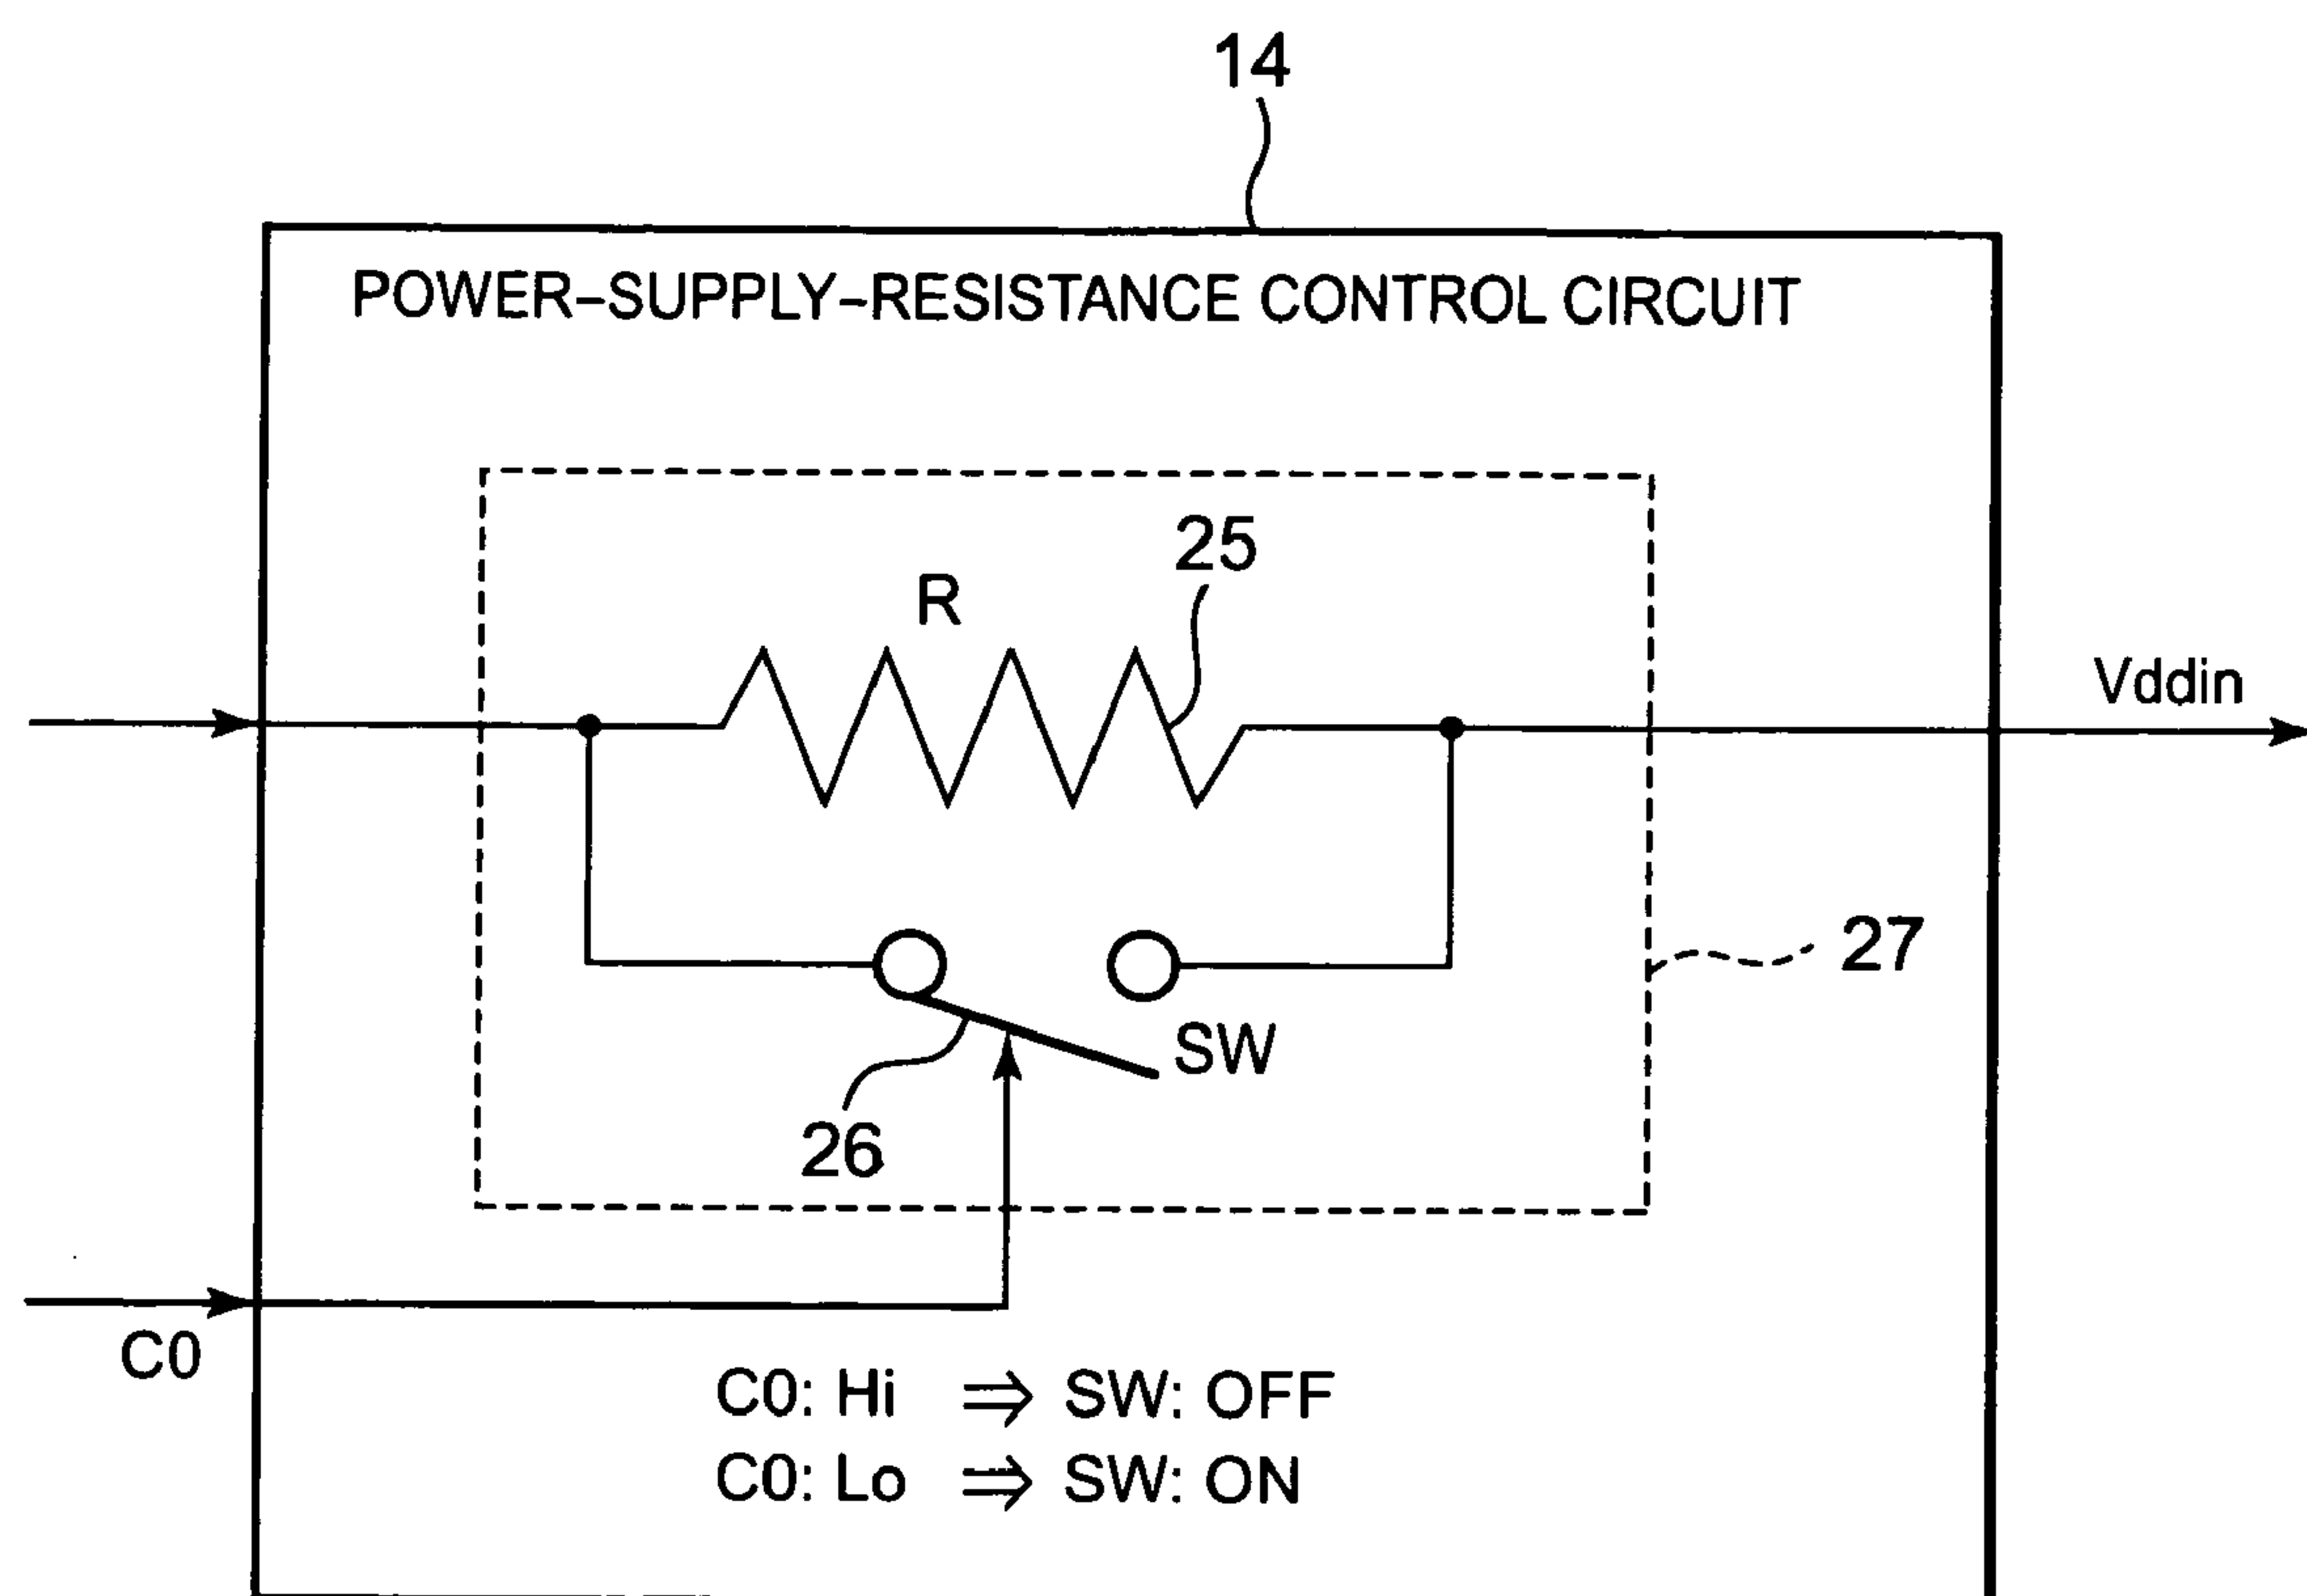 14
POWER-SUPPLY-RESISTANCE CONTROL CIRCUIT
25
R
Vddin
27
SW
26
C0
C0: Hi ⇒ SW: OFF
C0: Lo ⇒ SW: ON